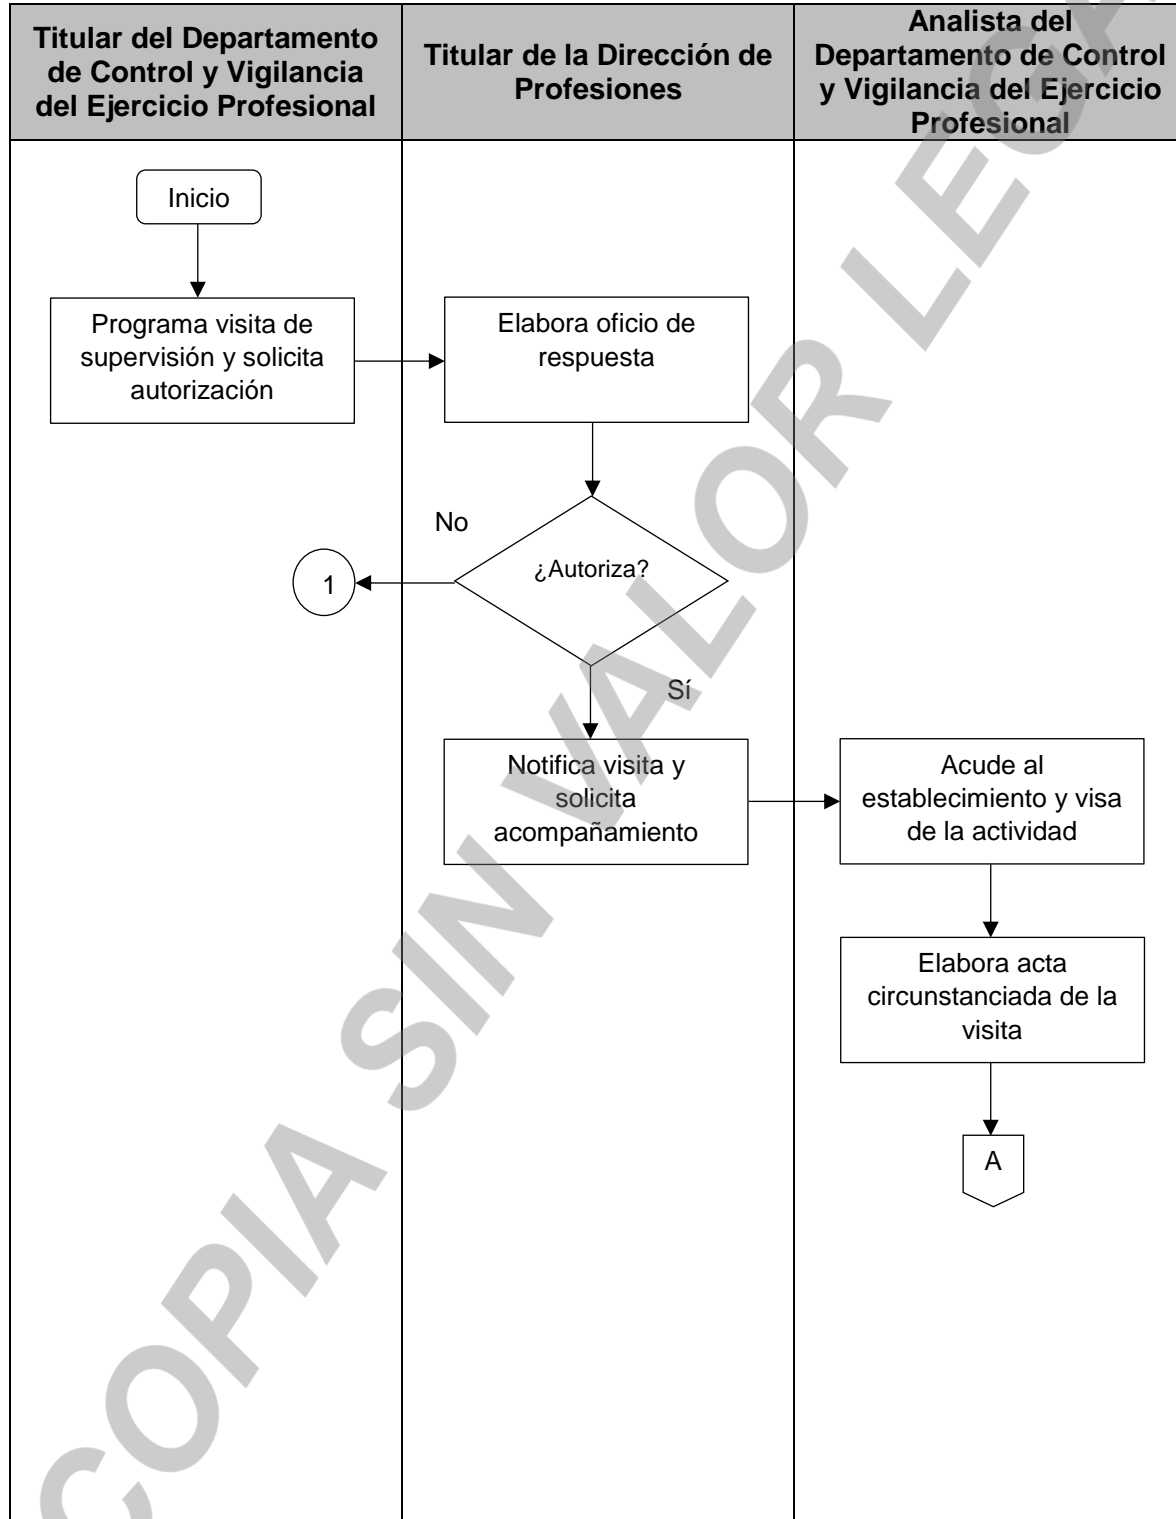 Titular del Departamento
de Control y Vigilancia
del Ejercicio Profesional
Titular de la Dirección de
Profesiones
Analista del
Departamento de Control
y Vigilancia del Ejercicio
Profesional
Inicio
Programa visita de
supervisión y solicita
autorización
Elabora oficio de
respuesta
¿Autoriza?
No
1
Sí
Notifica visita y
solicita
acompañamiento
Acude al
establecimiento y visa
de la actividad
Elabora acta
circunstanciada de la
visita
A
COPIA SIN VALOR LEGA